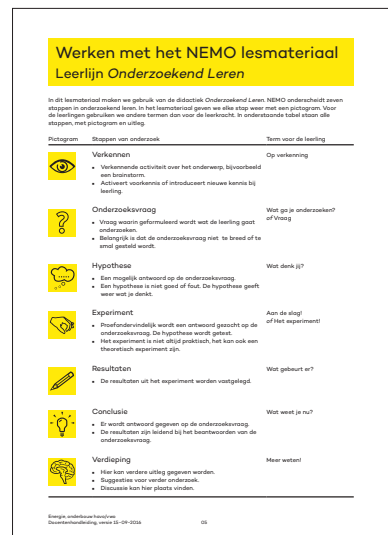 Werken met het NEMO lesmateriaal
Leerlijn Onderzoekend Leren
In dit lesmateriaal maken we gebruik van de didactiek Onderzoekend Leren. NEMO onderscheidt zeven
stappen in onderzoekend leren. In het lesmateriaal geven we elke stap weer met een pictogram. Voor
de leerlingen gebruiken we andere termen dan voor de leerkracht. In onderstaande tabel staan alle
stappen, met pictogram en uitleg.
Pictogram Stappen van onderzoek Term voor de leerling
Verkennen Op verkenning
• Verkennende activiteit over het onderwerp, bijvoorbeeld
een brainstorm.
• Activeert voorkennis of introduceert nieuwe kennis bij
leerling.
Onderzoeksvraag Wat ga je onderzoeken?
of Vraag
• Vraag waarin geformuleerd wordt wat de leerling gaat
onderzoeken.
• Belangrijk is dat de onderzoeksvraag niet te breed of te
smal gesteld wordt.
Hypothese Wat denk jij?
• Een mogelijk antwoord op de onderzoeksvraag.
• Een hypothese is niet goed of fout. De hypothese geeft
weer wat je denkt.
Experiment Aan de slag!
of Het experiment!
• Proefondervindelijk wordt een antwoord gezocht op de
onderzoeksvraag. De hypothese wordt getest.
• Het experiment is niet altijd praktisch, het kan ook een
theoretisch experiment zijn.
Resultaten Wat gebeurt er?
• De resultaten uit het experiment worden vastgelegd.
Conclusie Wat weet je nu?
• Er wordt antwoord gegeven op de onderzoeksvraag.
• De resultaten zijn leidend bij het beantwoorden van de
onderzoeksvraag.
Verdieping Meer weten!
• Hier kan verdere uitleg gegeven worden.
• Suggesties voor verder onderzoek.
• Discussie kan hier plaats vinden.
Energie, onderbouw havo/vwo
Docentenhandleiding, versie 15-09-2016 05